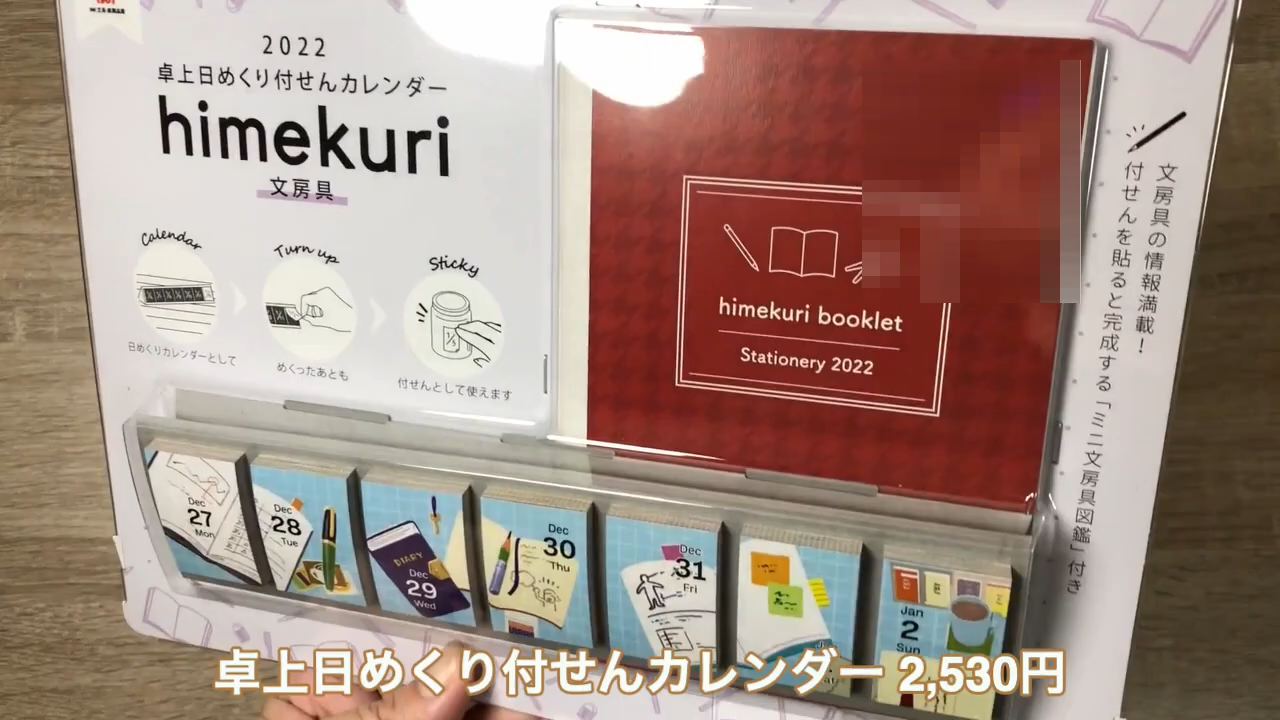 2022
卓上日めくり付せんカレンダー
himekuri
文房具
Calendar
Turn up
Sticky
日めくりカレンダーとして
めくったあとも
付せんとして使えます
himekuri booklet
Stationery 2022
文房具の情報満載！
付せんを貼ると完成する「ミニ文房具図鑑」付き
Dec
27
Mon
Dec
28
Tue
DIARY
Dec
29
Wed
Dec
30
Thu
Dec
31
Fri
Jan
2
Sun
卓上日めくり付せんカレンダー 2,530円